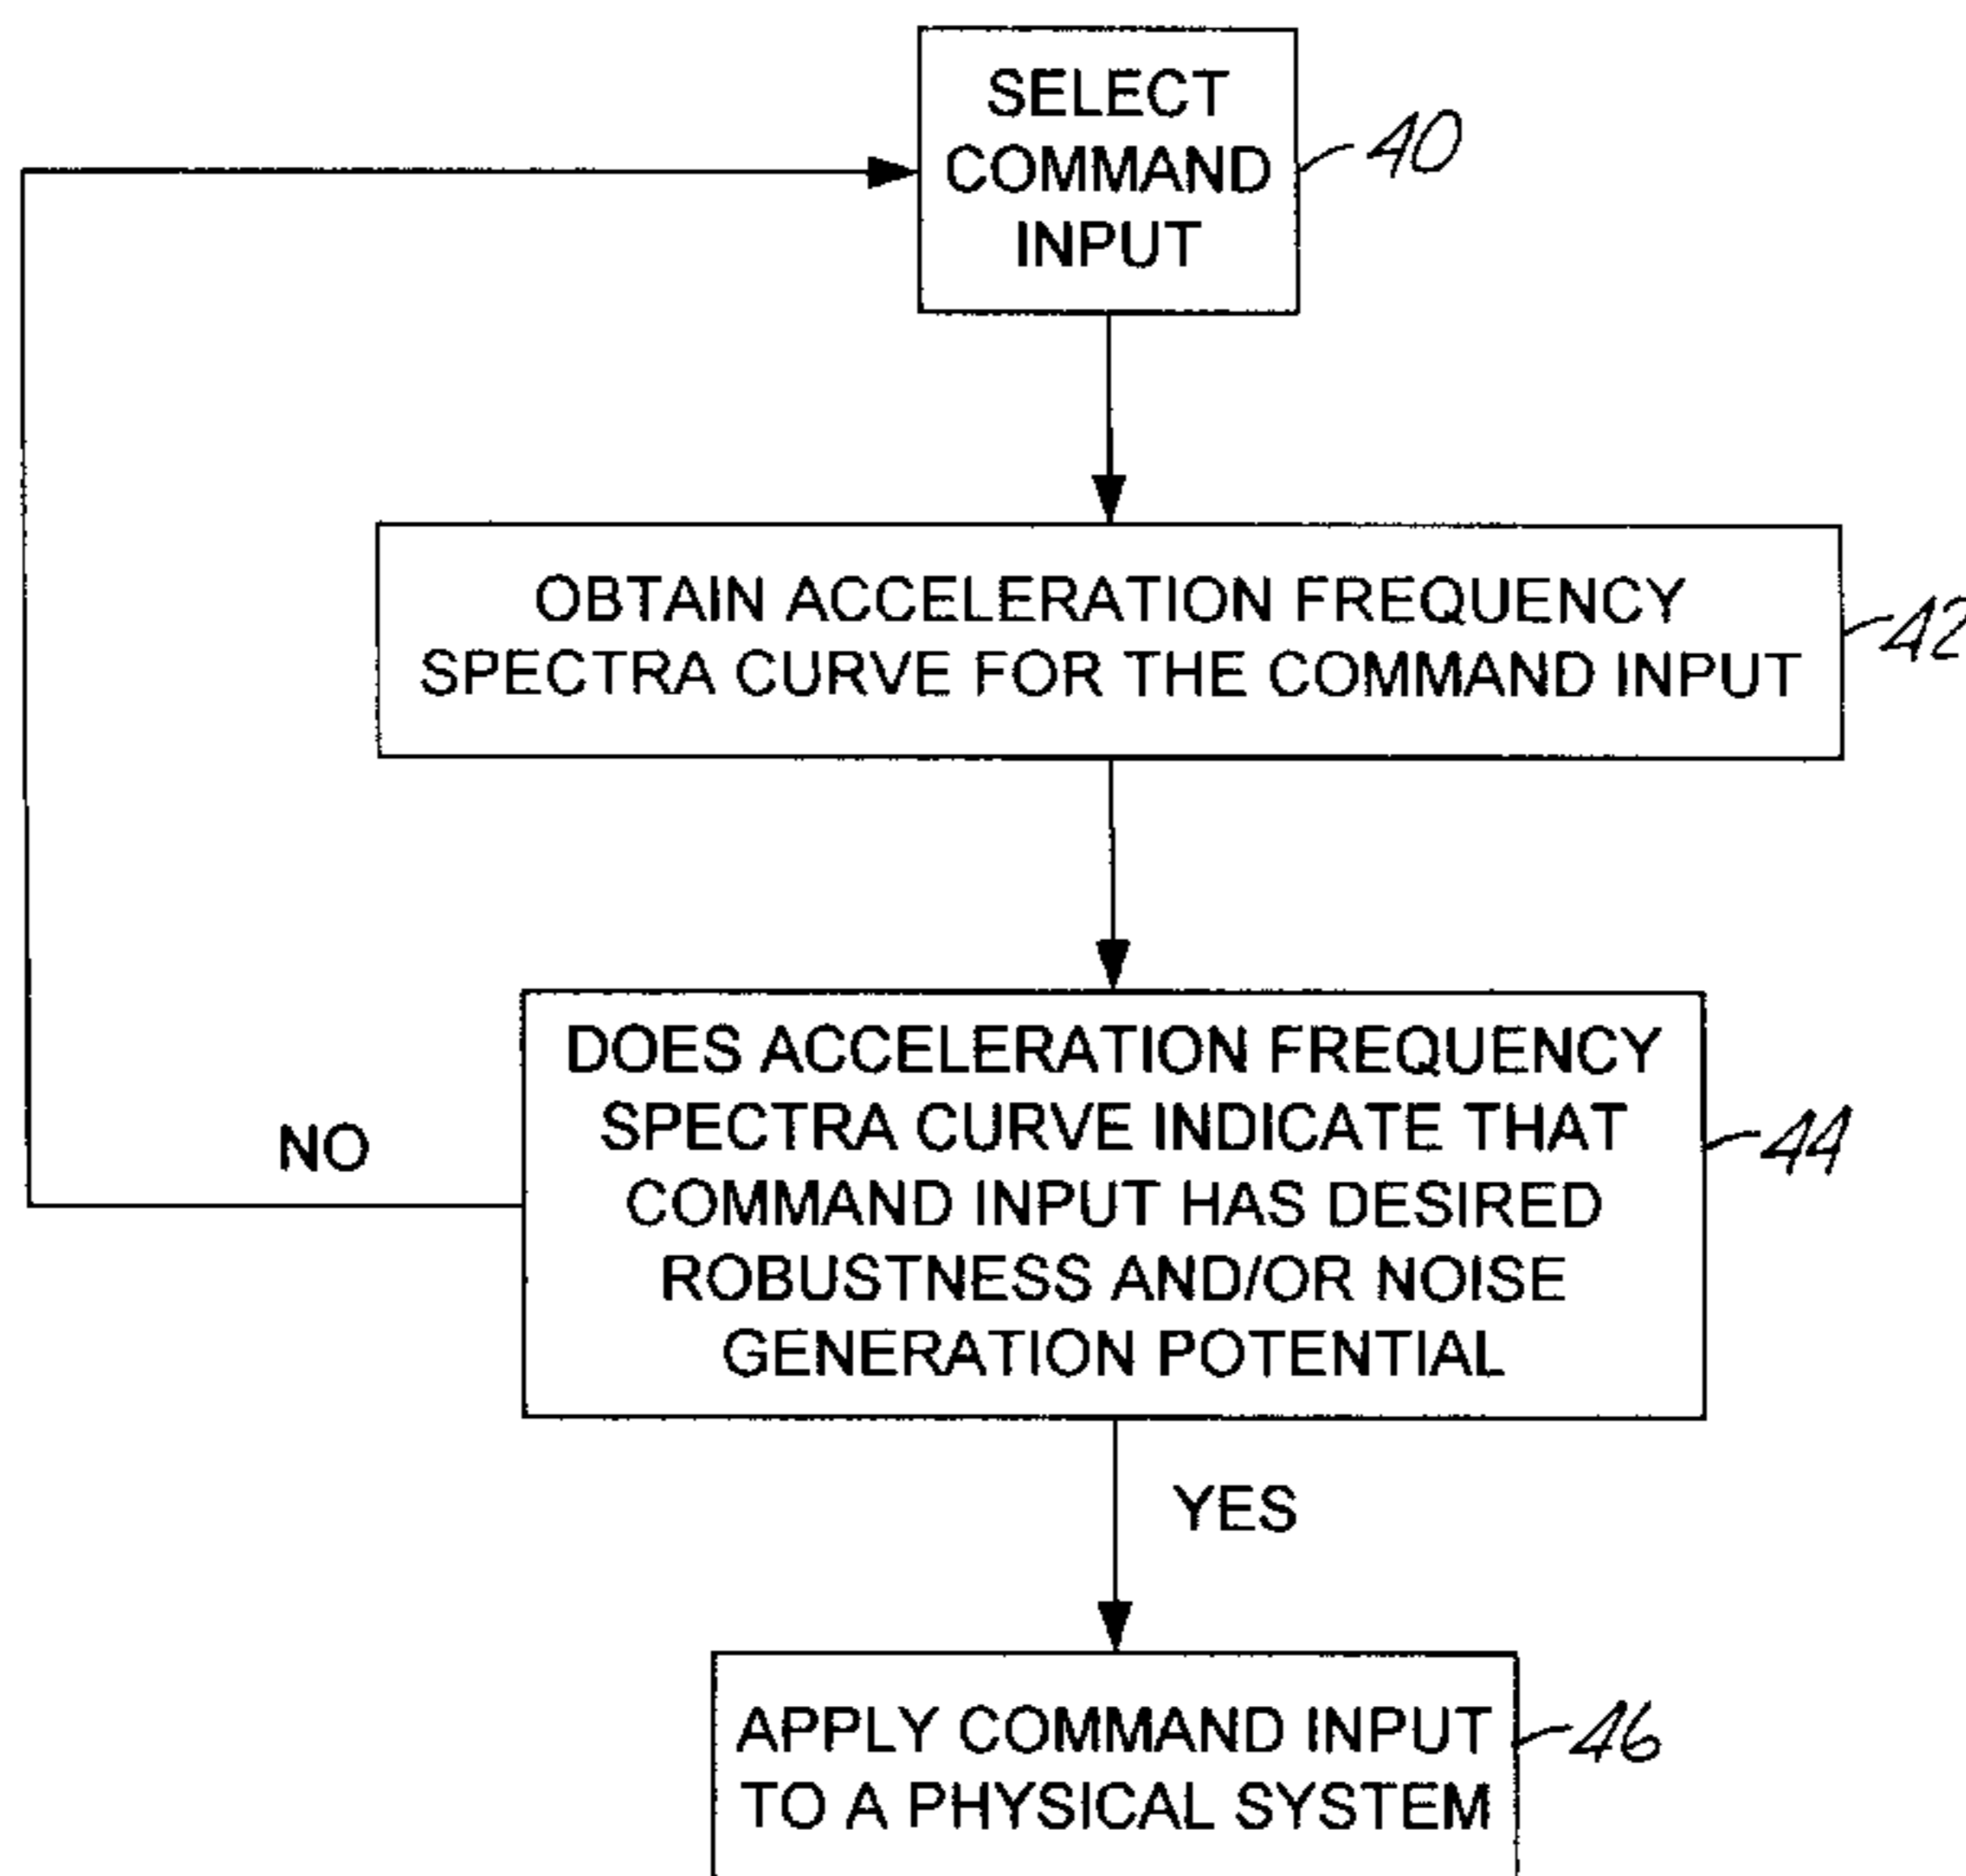 SELECT
COMMAND
INPUT
40
OBTAIN ACCELERATION FREQUENCY
SPECTRA CURVE FOR THE COMMAND INPUT
42
DOES ACCELERATION FREQUENCY
SPECTRA CURVE INDICATE THAT
COMMAND INPUT HAS DESIRED
ROBUSTNESS AND/OR NOISE
GENERATION POTENTIAL
44
NO
YES
APPLY COMMAND INPUT
TO A PHYSICAL SYSTEM
46